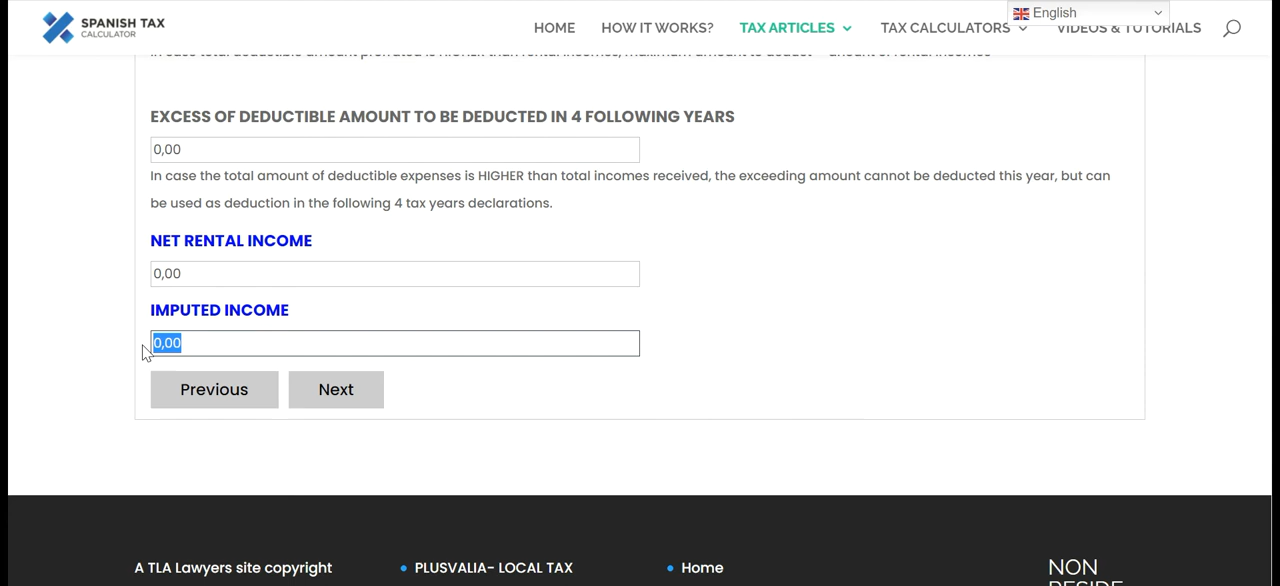 SPANISH TAX
CALCULATOR
HOME
HOW IT WORKS?
TAX ARTICLES
TAX CALCULATORS
VIDEOS & TUTORIALS
English
EXCESS OF DEDUCTIBLE AMOUNT TO BE DEDUCTED IN 4 FOLLOWING YEARS
0,00
In case the total amount of deductible expenses is HIGHER than total incomes received, the exceeding amount cannot be deducted this year, but can
be used as deduction in the following 4 tax years declarations.
NET RENTAL INCOME
0,00
IMPUTED INCOME
0,00
Previous
Next
A TLA Lawyers site copyright
PLUSVALIA- LOCAL TAX
Home
NON